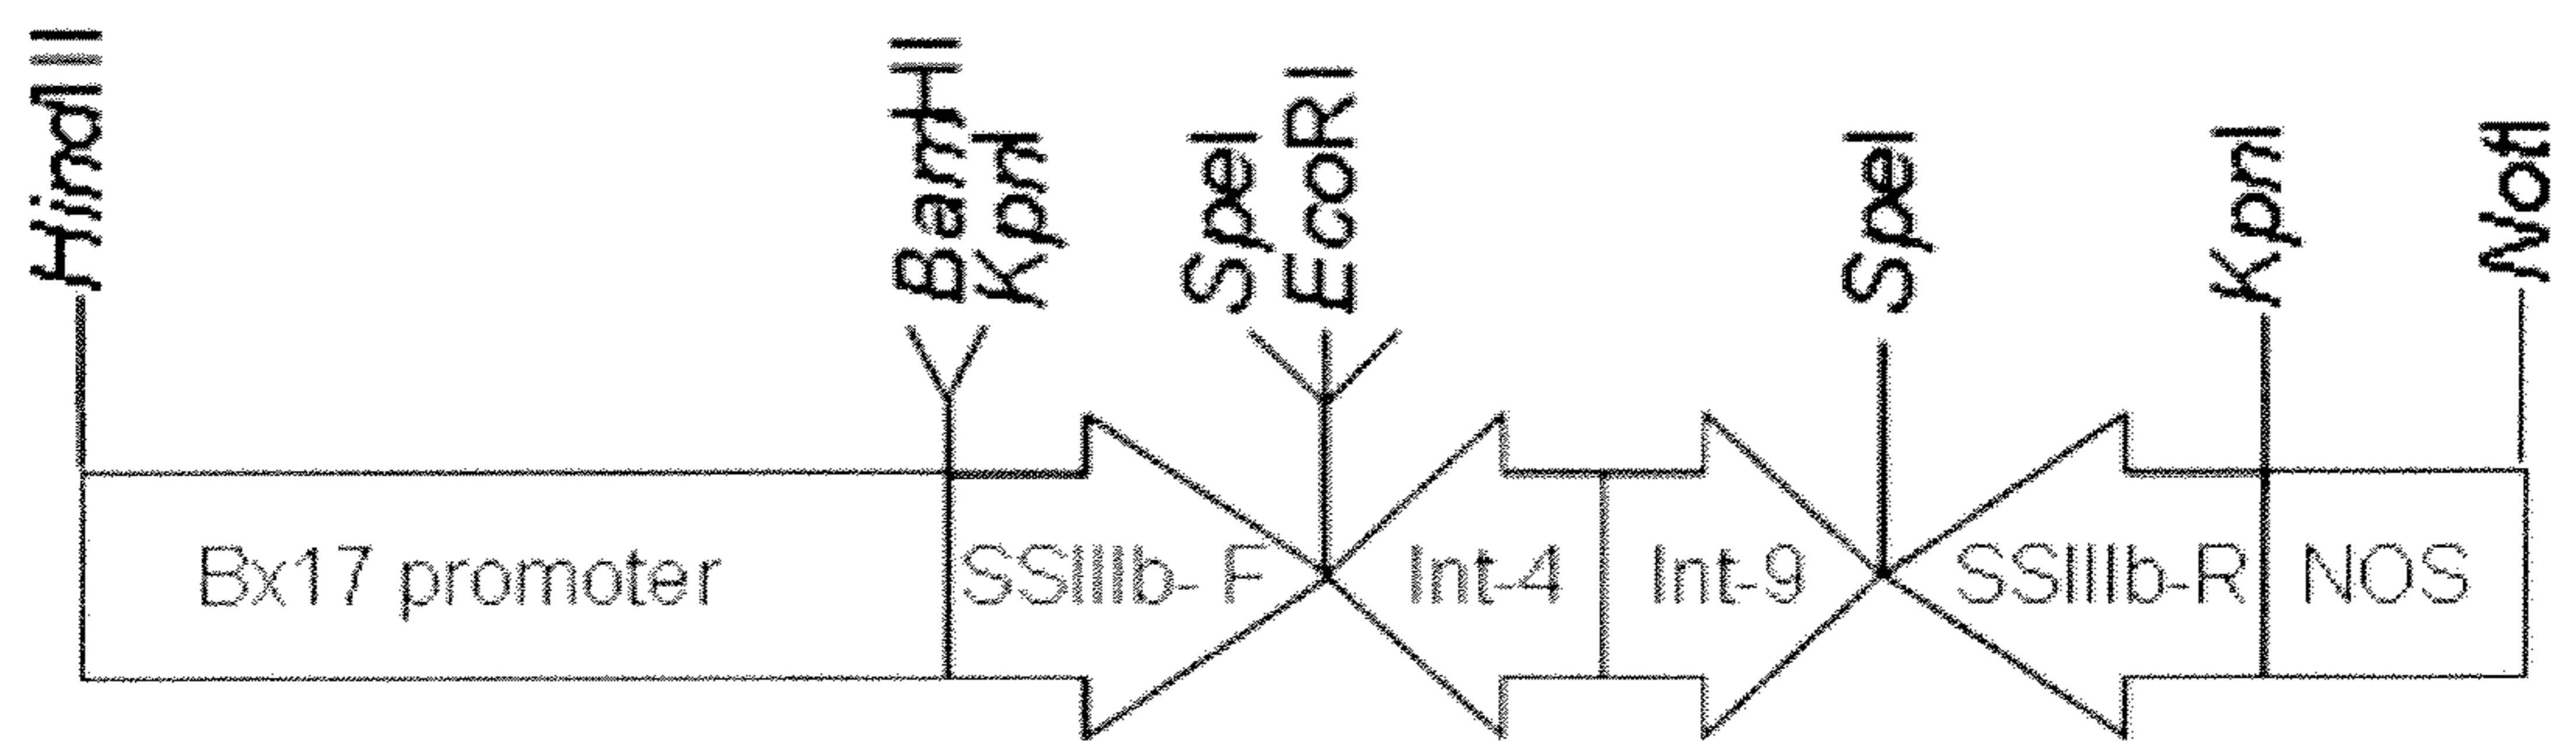 HindIII
BamHI
KpnI
SpeI
EcoRI
SpeI
KpnI
NotI
Bx17 promoter
SSIIIb- F
Int-4
Int-9
SSIIIb-R
NOS